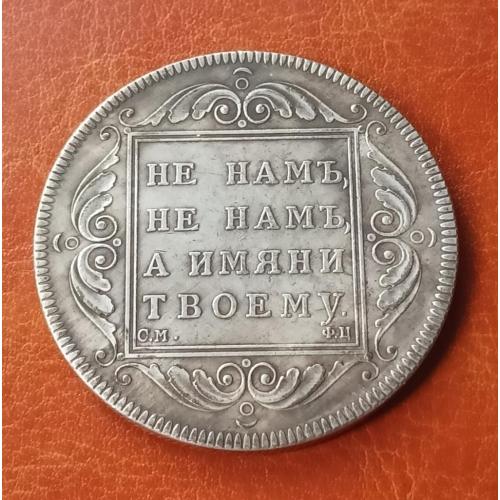 НЕ НАМЪ,
НЕ НАМЪ,
А ИМЯНИ
ТВОЕМУ.
С.М. Ф.Ц